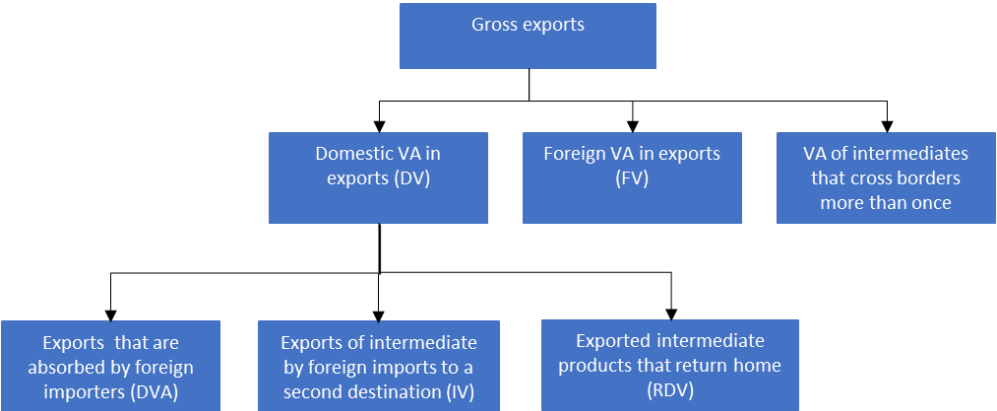 Gross exports
Domestic VA in
exports (DV)
Foreign VA in exports
(FV)
VA of intermediates
that cross borders
more than once
Exports that are
absorbed by foreign
importers (DVA)
Exports of intermediate
by foreign imports to a
second destination (IV)
Exported intermediate
products that return home
(RDV)